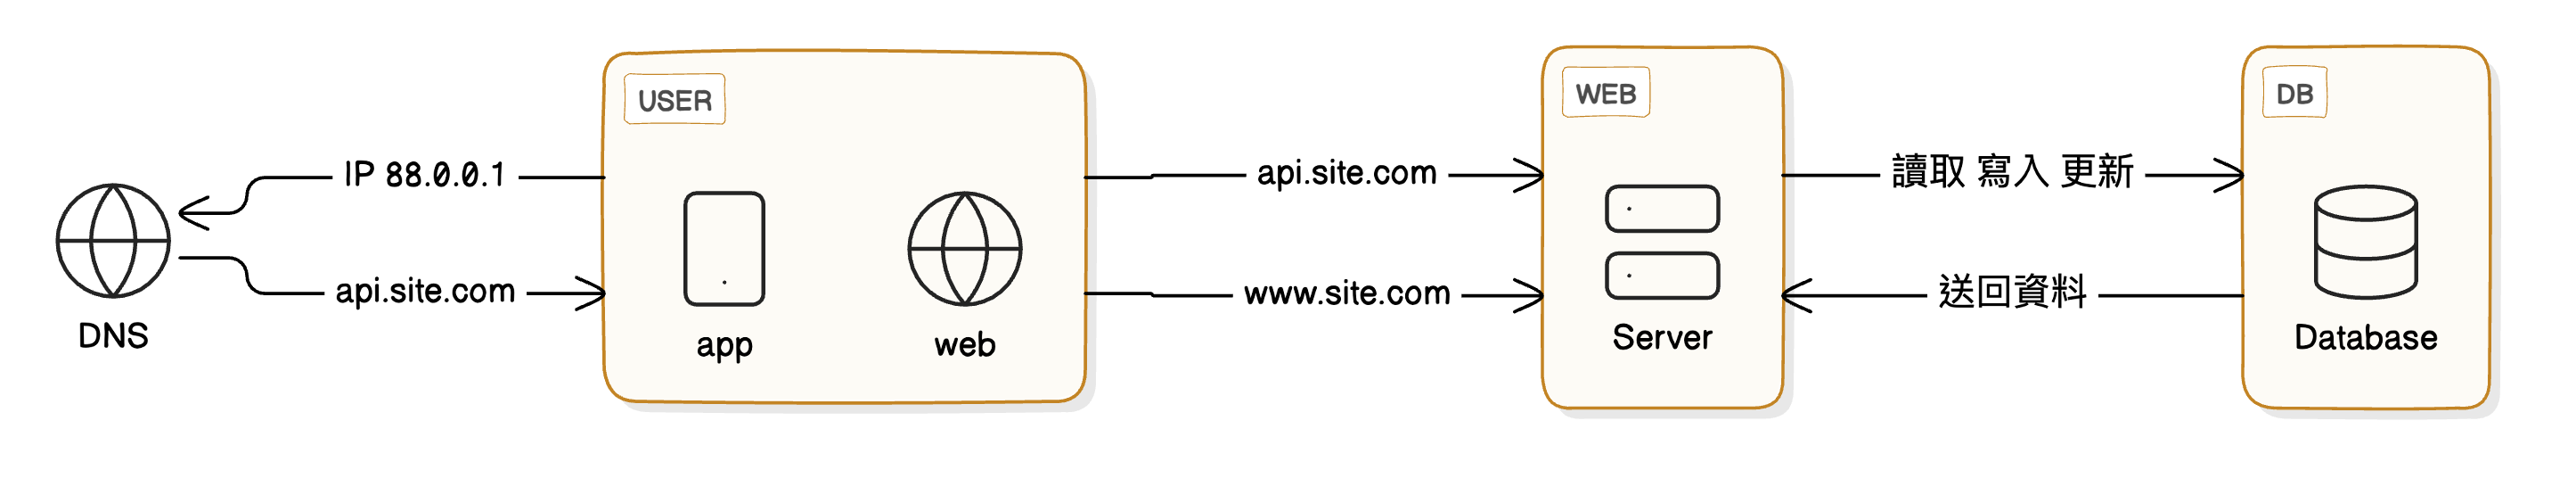 USER
WEB
DB
IP 88.0.0.1
api.site.com
讀取 寫入 更新
api.site.com
www.site.com
送回資料
DNS
app
web
Server
Database